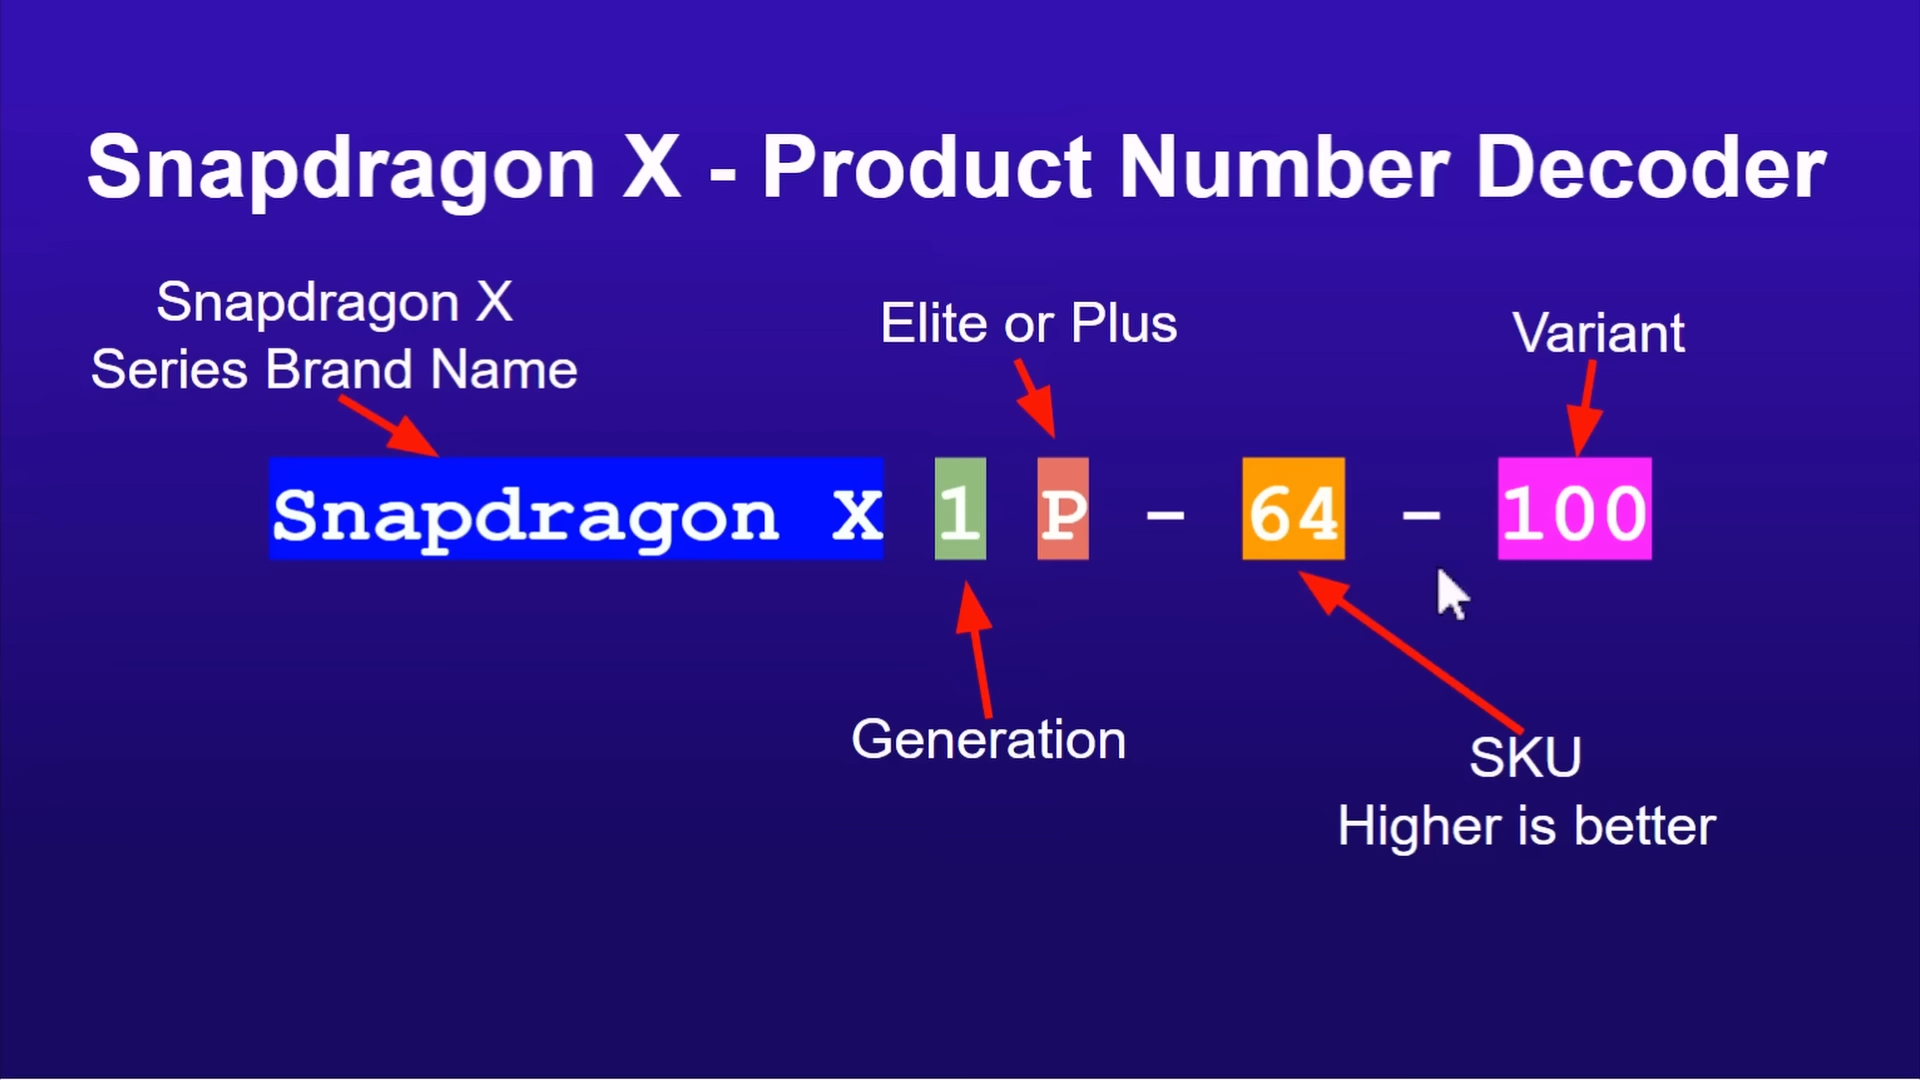 Snapdragon X - Product Number Decoder
Snapdragon X
Series Brand Name
Elite or Plus
Variant
Snapdragon X 1 P - 64 - 100
Generation
SKU
Higher is better